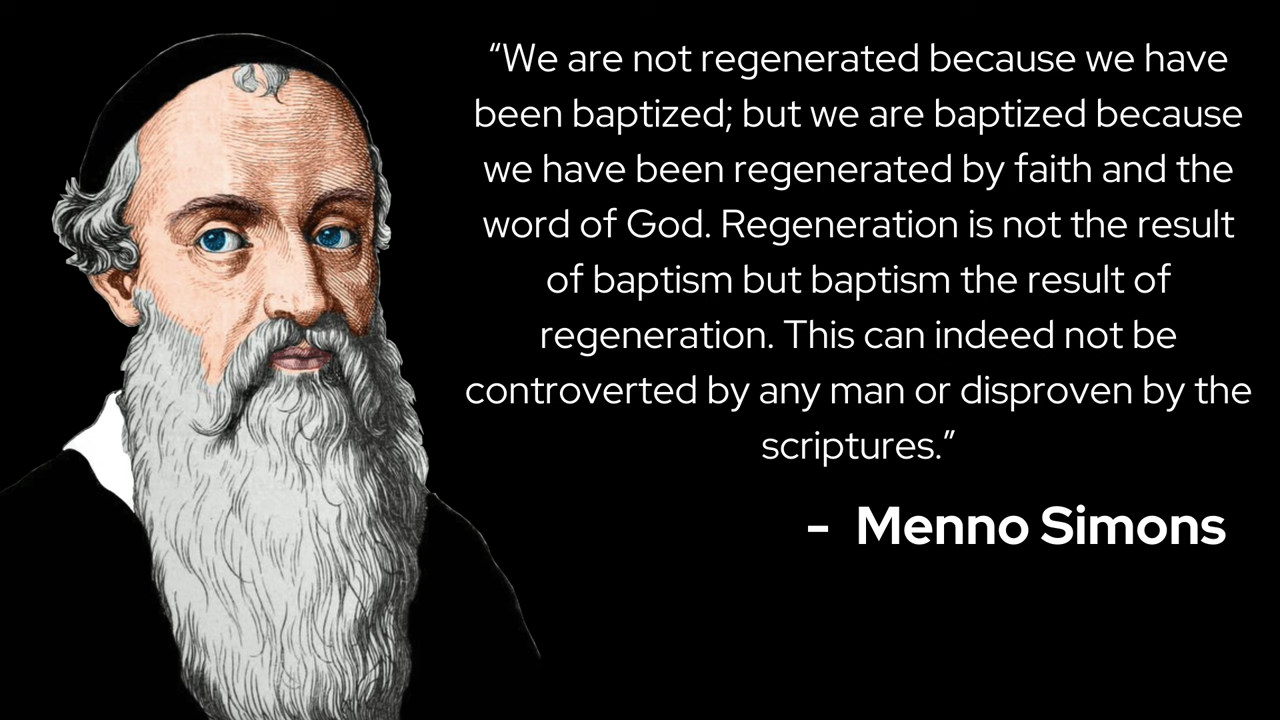 “We are not regenerated because we have
been baptized; but we are baptized because
we have been regenerated by faith and the
word of God. Regeneration is not the result
of baptism but baptism the result of
regeneration. This can indeed not be
controverted by any man or disproven by the
scriptures.”
- Menno Simons